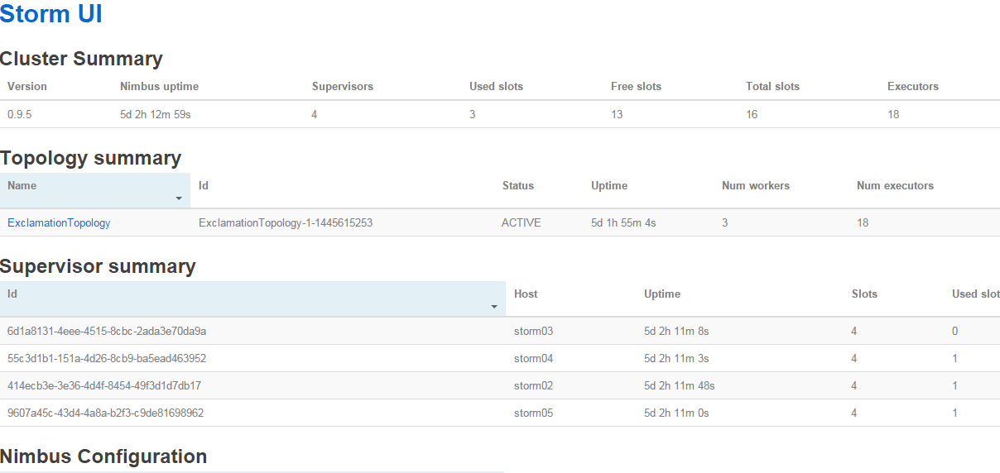 Storm UI
Cluster Summary
Version Nimbus uptime Supervisors Used slots Free slots Total slots Executors
0.9.5 5d 2h 12m 59s 4 3 13 16 18
Topology summary
Name Id Status Uptime Num workers Num executors
ExclamationTopology ExclamationTopology-1-1445615253 ACTIVE 5d 1h 55m 4s 3 18
Supervisor summary
Id Host Uptime Slots Used slot
6d1a8131-4eee-4515-8cbc-2ada3e70da9a storm03 5d 2h 11m 8s 4 0
55c3d1b1-151a-4d26-8cb9-ba5ead463952 storm04 5d 2h 11m 3s 4 1
414ecb3e-3e36-4d4f-8454-49f3d1d7db17 storm02 5d 2h 11m 48s 4 1
9607a45c-43d4-4a8a-b2f3-c9de81698962 storm05 5d 2h 11m 0s 4 1
Nimbus Configuration